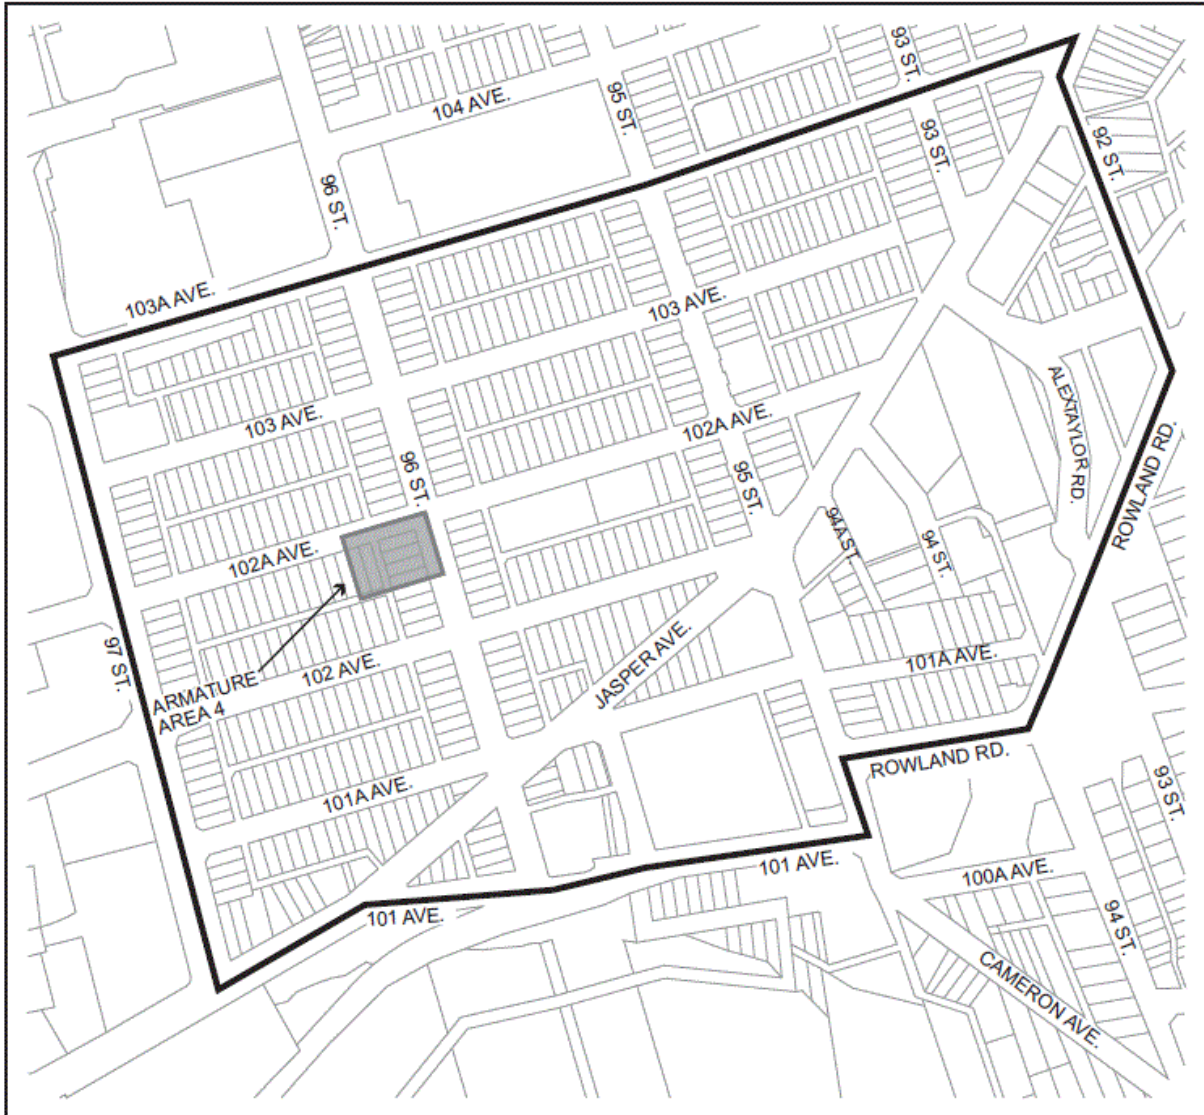 93 ST.
104 AVE.
95 ST.
93 ST.
92 ST.
96 ST.
103A AVE.
103 AVE.
103 AVE.
102A AVE.
ALEXTAYLOR RD.
ROWLAND RD.
96 ST.
95 ST.
94A ST.
94 ST.
102A AVE.
97 ST.
102 AVE.
JASPER AVE.
101A AVE.
ARMATURE
AREA 4
101A AVE.
ROWLAND RD.
93 ST.
101 AVE.
100A AVE.
101 AVE.
94 ST.
CAMERON AVE.